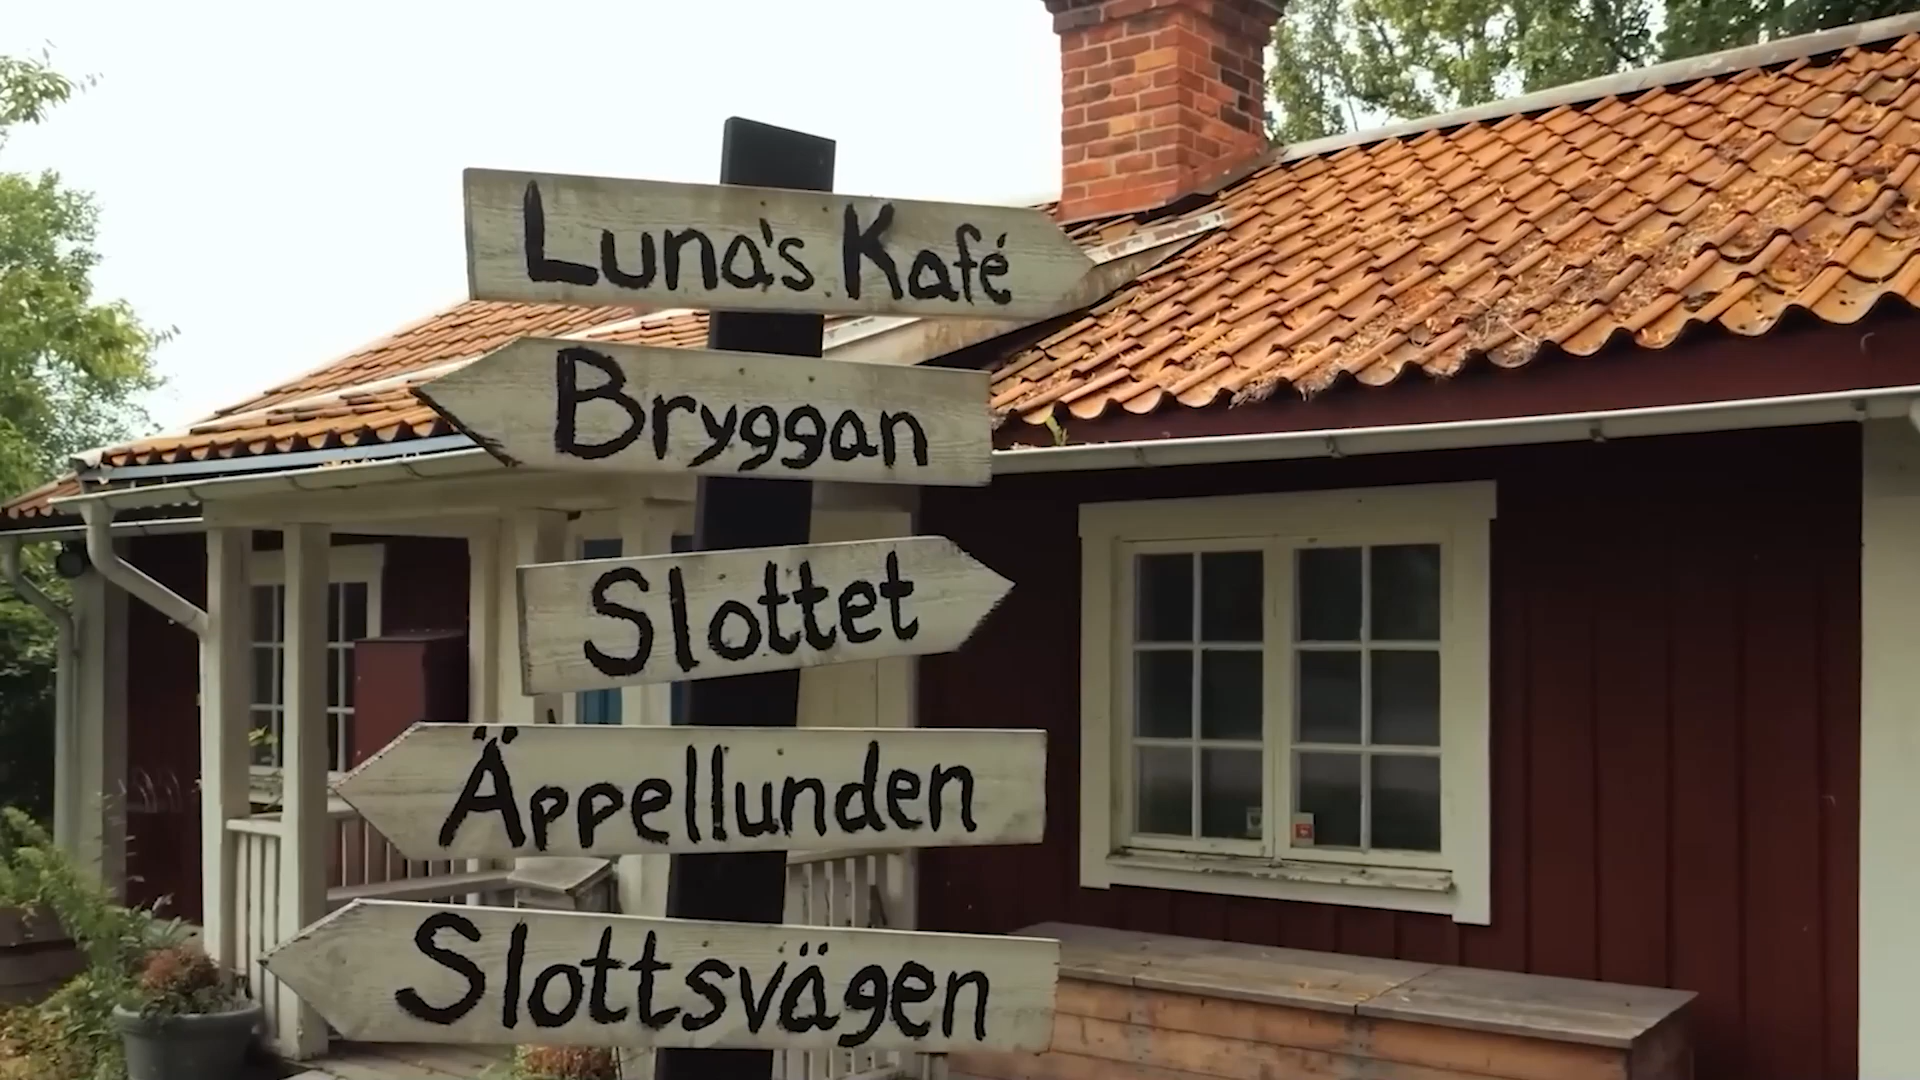 Luna's Kafé
Bryggan
Slottet
Äppellunden
Slottsvägen